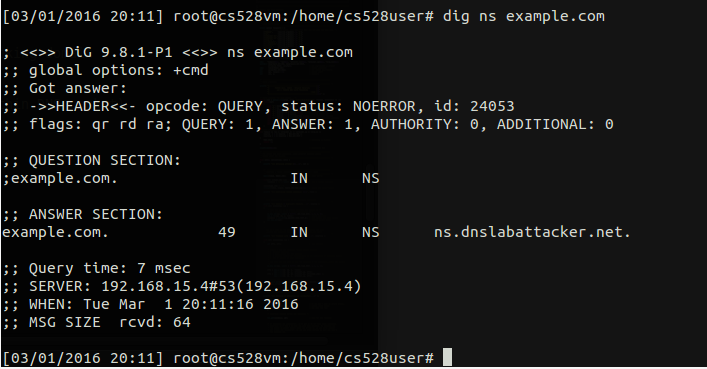 [03/01/2016 20:11] root@cs528vm:/home/cs528user# dig ns example.com
; <<>> DiG 9.8.1-P1 <<>> ns example.com
;; global options: +cmd
;; Got answer:
;; ->>HEADER<<- opcode: QUERY, status: NOERROR, id: 24053
;; flags: qr rd ra; QUERY: 1, ANSWER: 1, AUTHORITY: 0, ADDITIONAL: 0
;; QUESTION SECTION:
;example.com. IN NS
;; ANSWER SECTION:
example.com. 49 IN NS ns.dnslabattacker.net.
;; Query time: 7 msec
;; SERVER: 192.168.15.4#53(192.168.15.4)
;; WHEN: Tue Mar  1 20:11:16 2016
;; MSG SIZE  rcvd: 64
[03/01/2016 20:11] root@cs528vm:/home/cs528user#